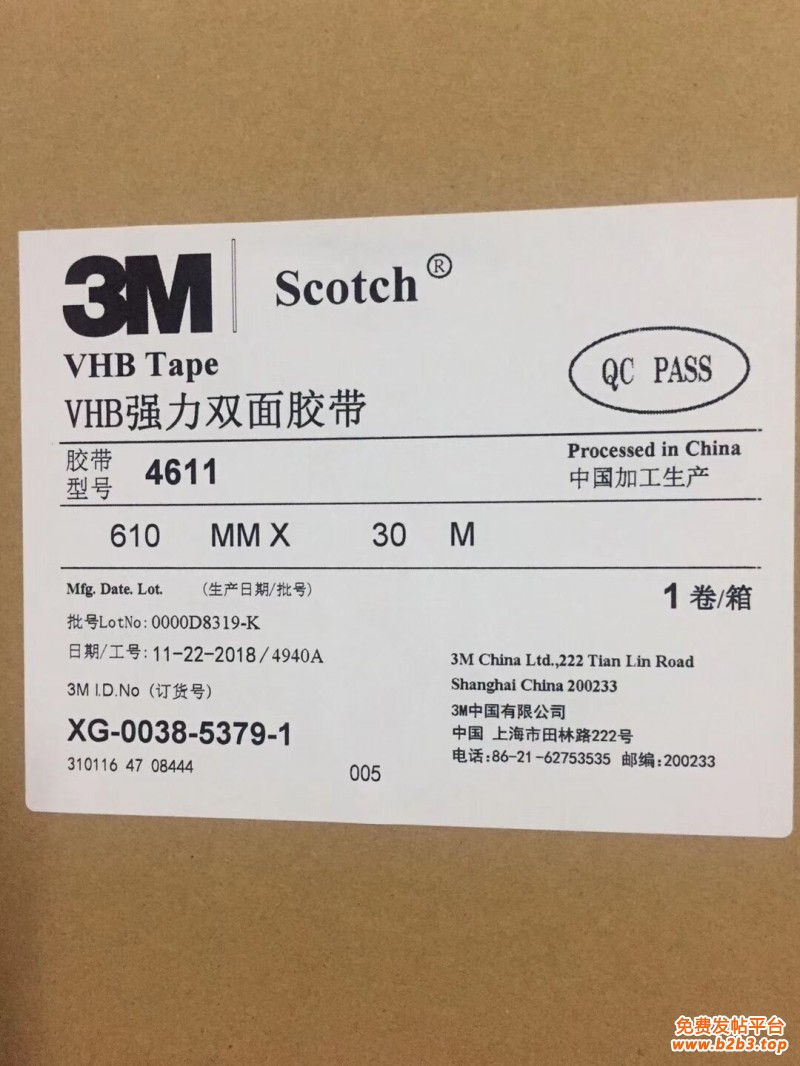 3M Scotch®
VHB Tape
VHB强力双面胶带
QC PASS
胶带
型号 4611
Processed in China
中国加工生产
610 MM X 30 M
Mfg. Date. Lot. (生产日期/批号)
1 卷/箱
批号LotNo:0000D8319-K
日期/工号:11-22-2018/4940A
3M I.D.No (订货号)
XG-0038-5379-1
310116 47 08444
005
3M China Ltd.,222 Tian Lin Road
Shanghai China 200233
3M中国有限公司
中国 上海市田林路222号
电话:86-21-62753535 邮编:200233
免费发帖平台
www.b2b3.top